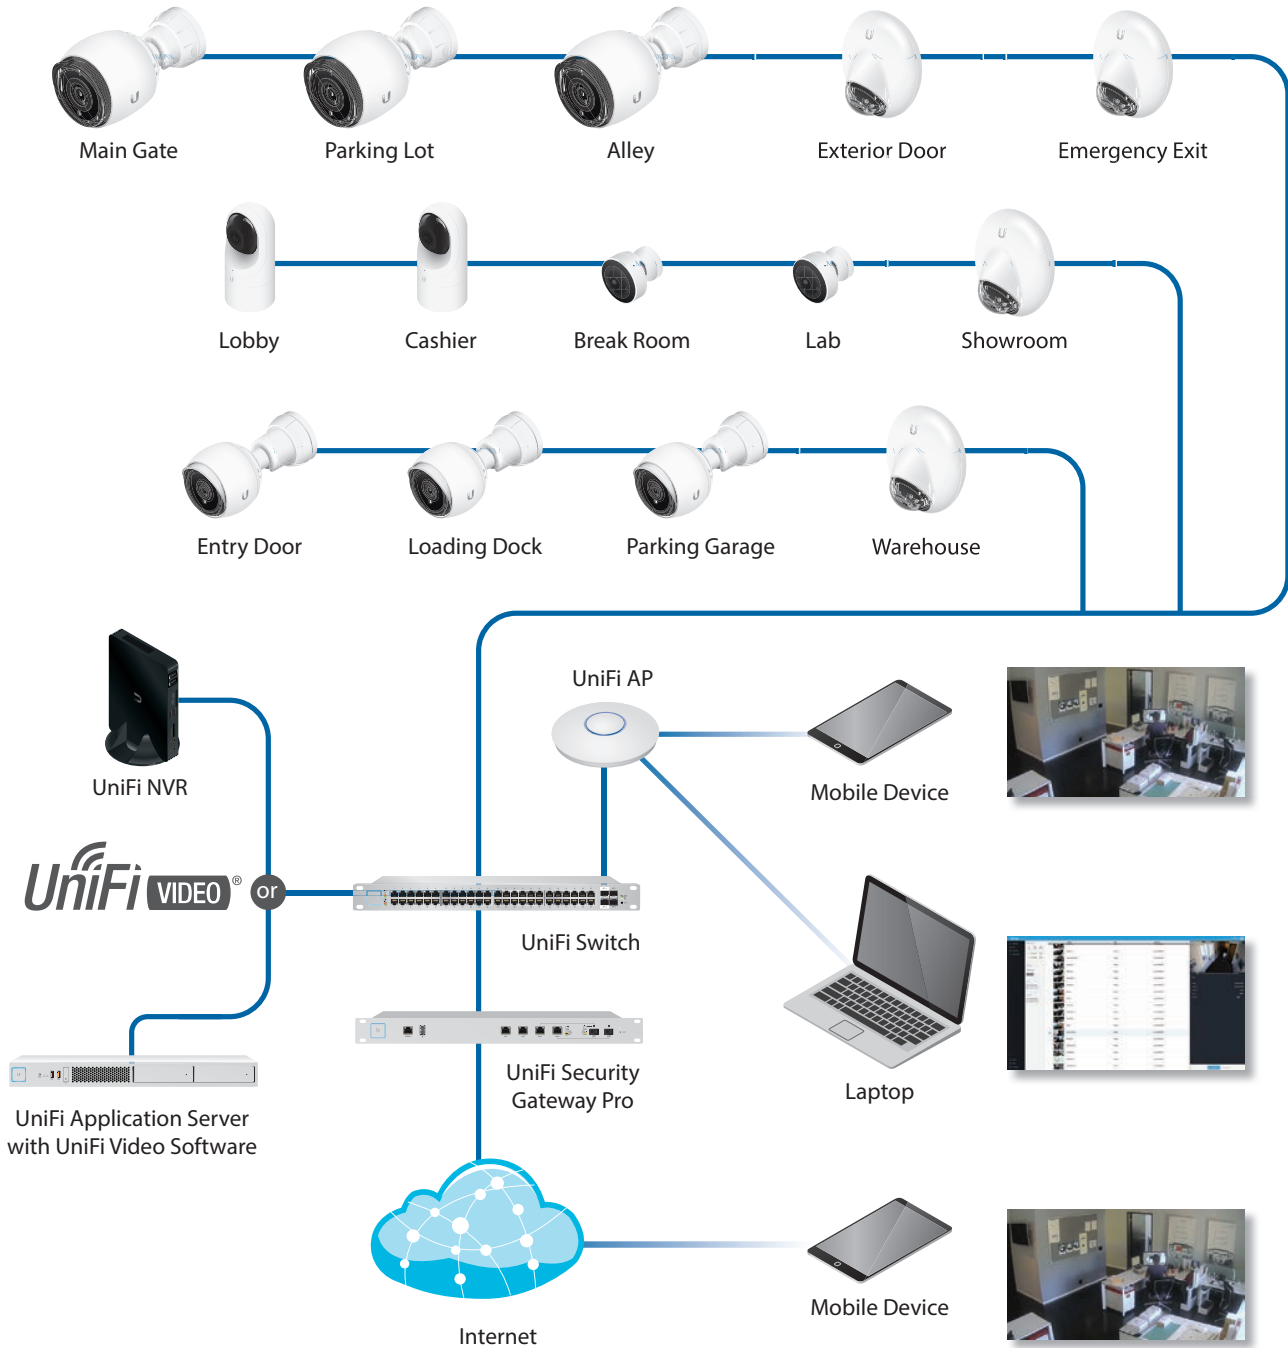 Main Gate
Parking Lot
Alley
Exterior Door
Emergency Exit
Lobby
Cashier
Break Room
Lab
Showroom
Entry Door
Loading Dock
Parking Garage
Warehouse
UniFi NVR
UniFi AP
Mobile Device
UniFi VIDEO®
or
UniFi Switch
UniFi Security
Gateway Pro
Laptop
UniFi Application Server
with UniFi Video Software
Internet
Mobile Device